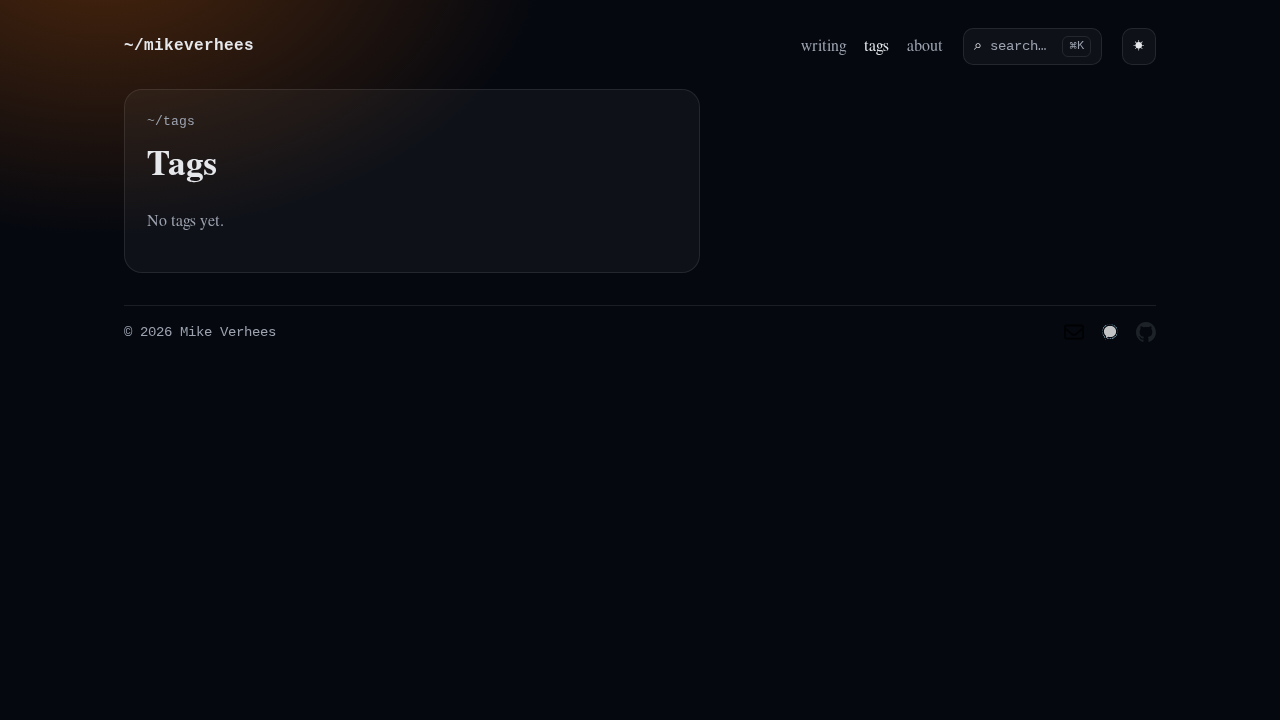 ~/mikeverhees
writing tags about ⌕ search… ⌘K
~/tags
Tags
No tags yet.
© 2026 Mike Verhees